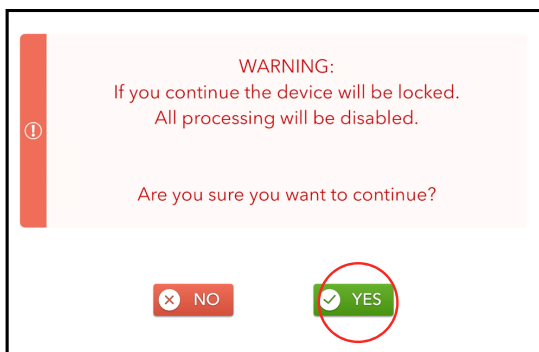 WARNING:
If you continue the device will be locked.
All processing will be disabled.
Are you sure you want to continue?
NO
YES